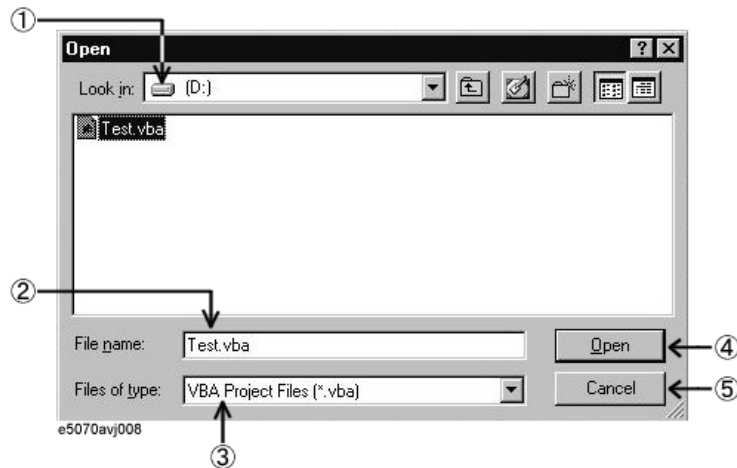 ①
Open
Look in: (D:)
Test.vba
②
File name: Test.vba Open ④
Files of type: VBA Project Files (*.vba) Cancel ⑤
e5070avj008
③